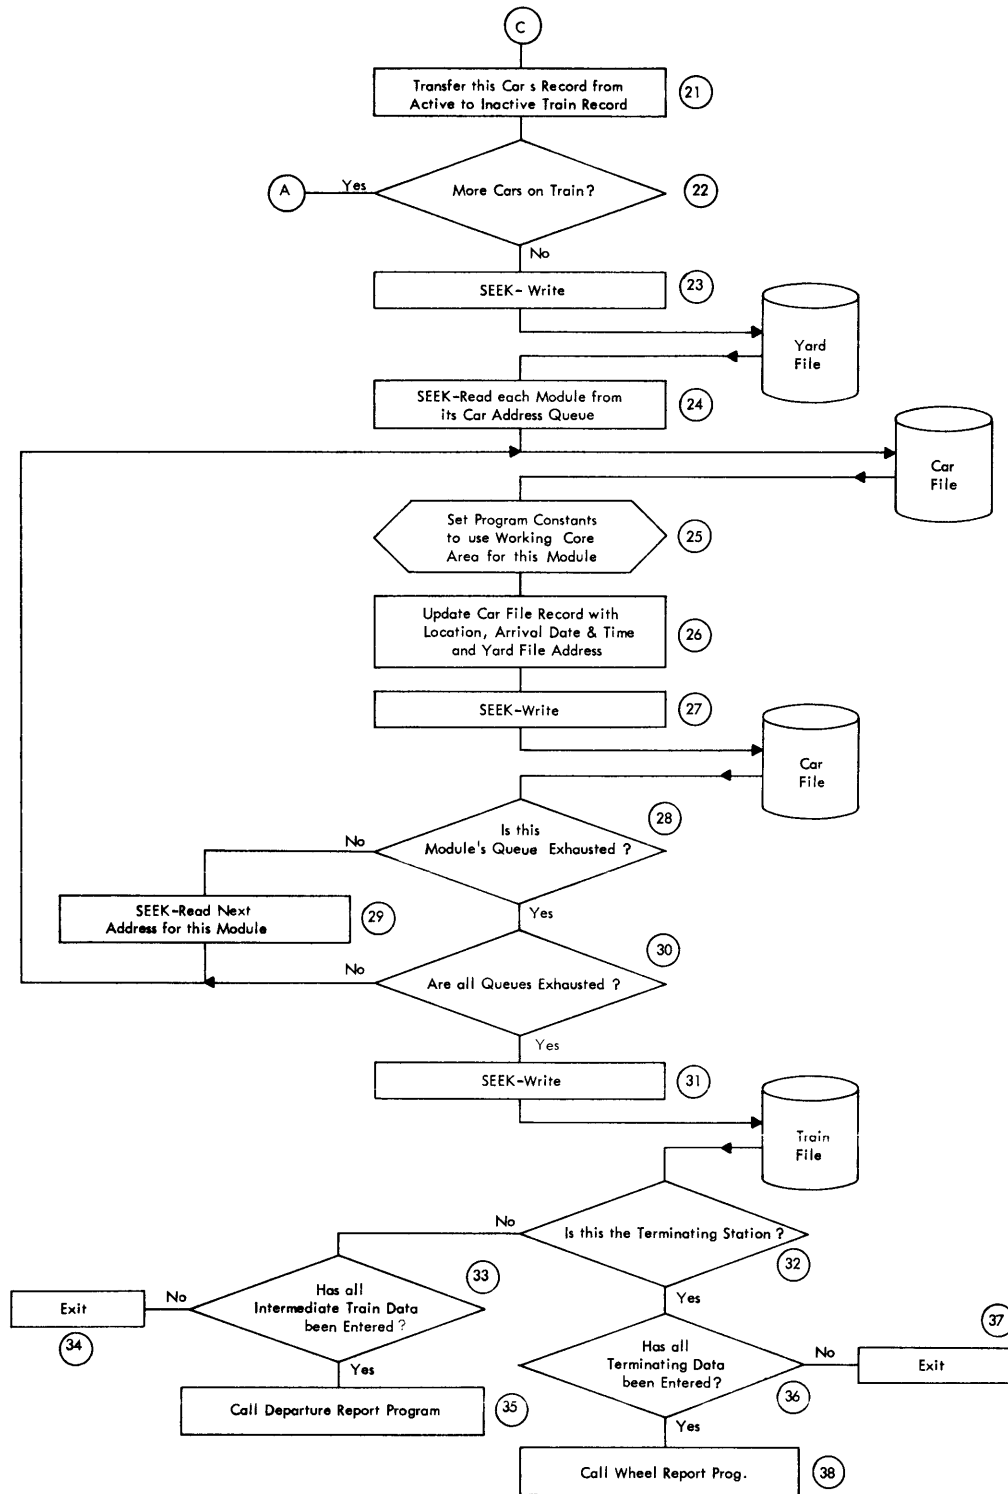 C
Transfer this Car s Record from
Active to Inactive Train Record
21
More Cars on Train?
22
Yes
A
No
SEEK- Write
23
Yard
File
SEEK-Read each Module from
its Car Address Queue
24
Car
File
Set Program Constants
to use Working Core
Area for this Module
25
Update Car File Record with
Location, Arrival Date & Time
and Yard File Address
26
SEEK-Write
27
Car
File
Is this
Module's Queue Exhausted ?
28
No
SEEK-Read Next
Address for this Module
29
Yes
Are all Queues Exhausted ?
30
No
Yes
SEEK-Write
31
Train
File
Is this the Terminating Station ?
32
No
Has all
Intermediate Train Data
been Entered ?
33
No
Exit
34
Yes
Call Departure Report Program
35
Yes
Has all
Terminating Data
been Entered?
36
No
Exit
37
Yes
Call Wheel Report Prog.
38